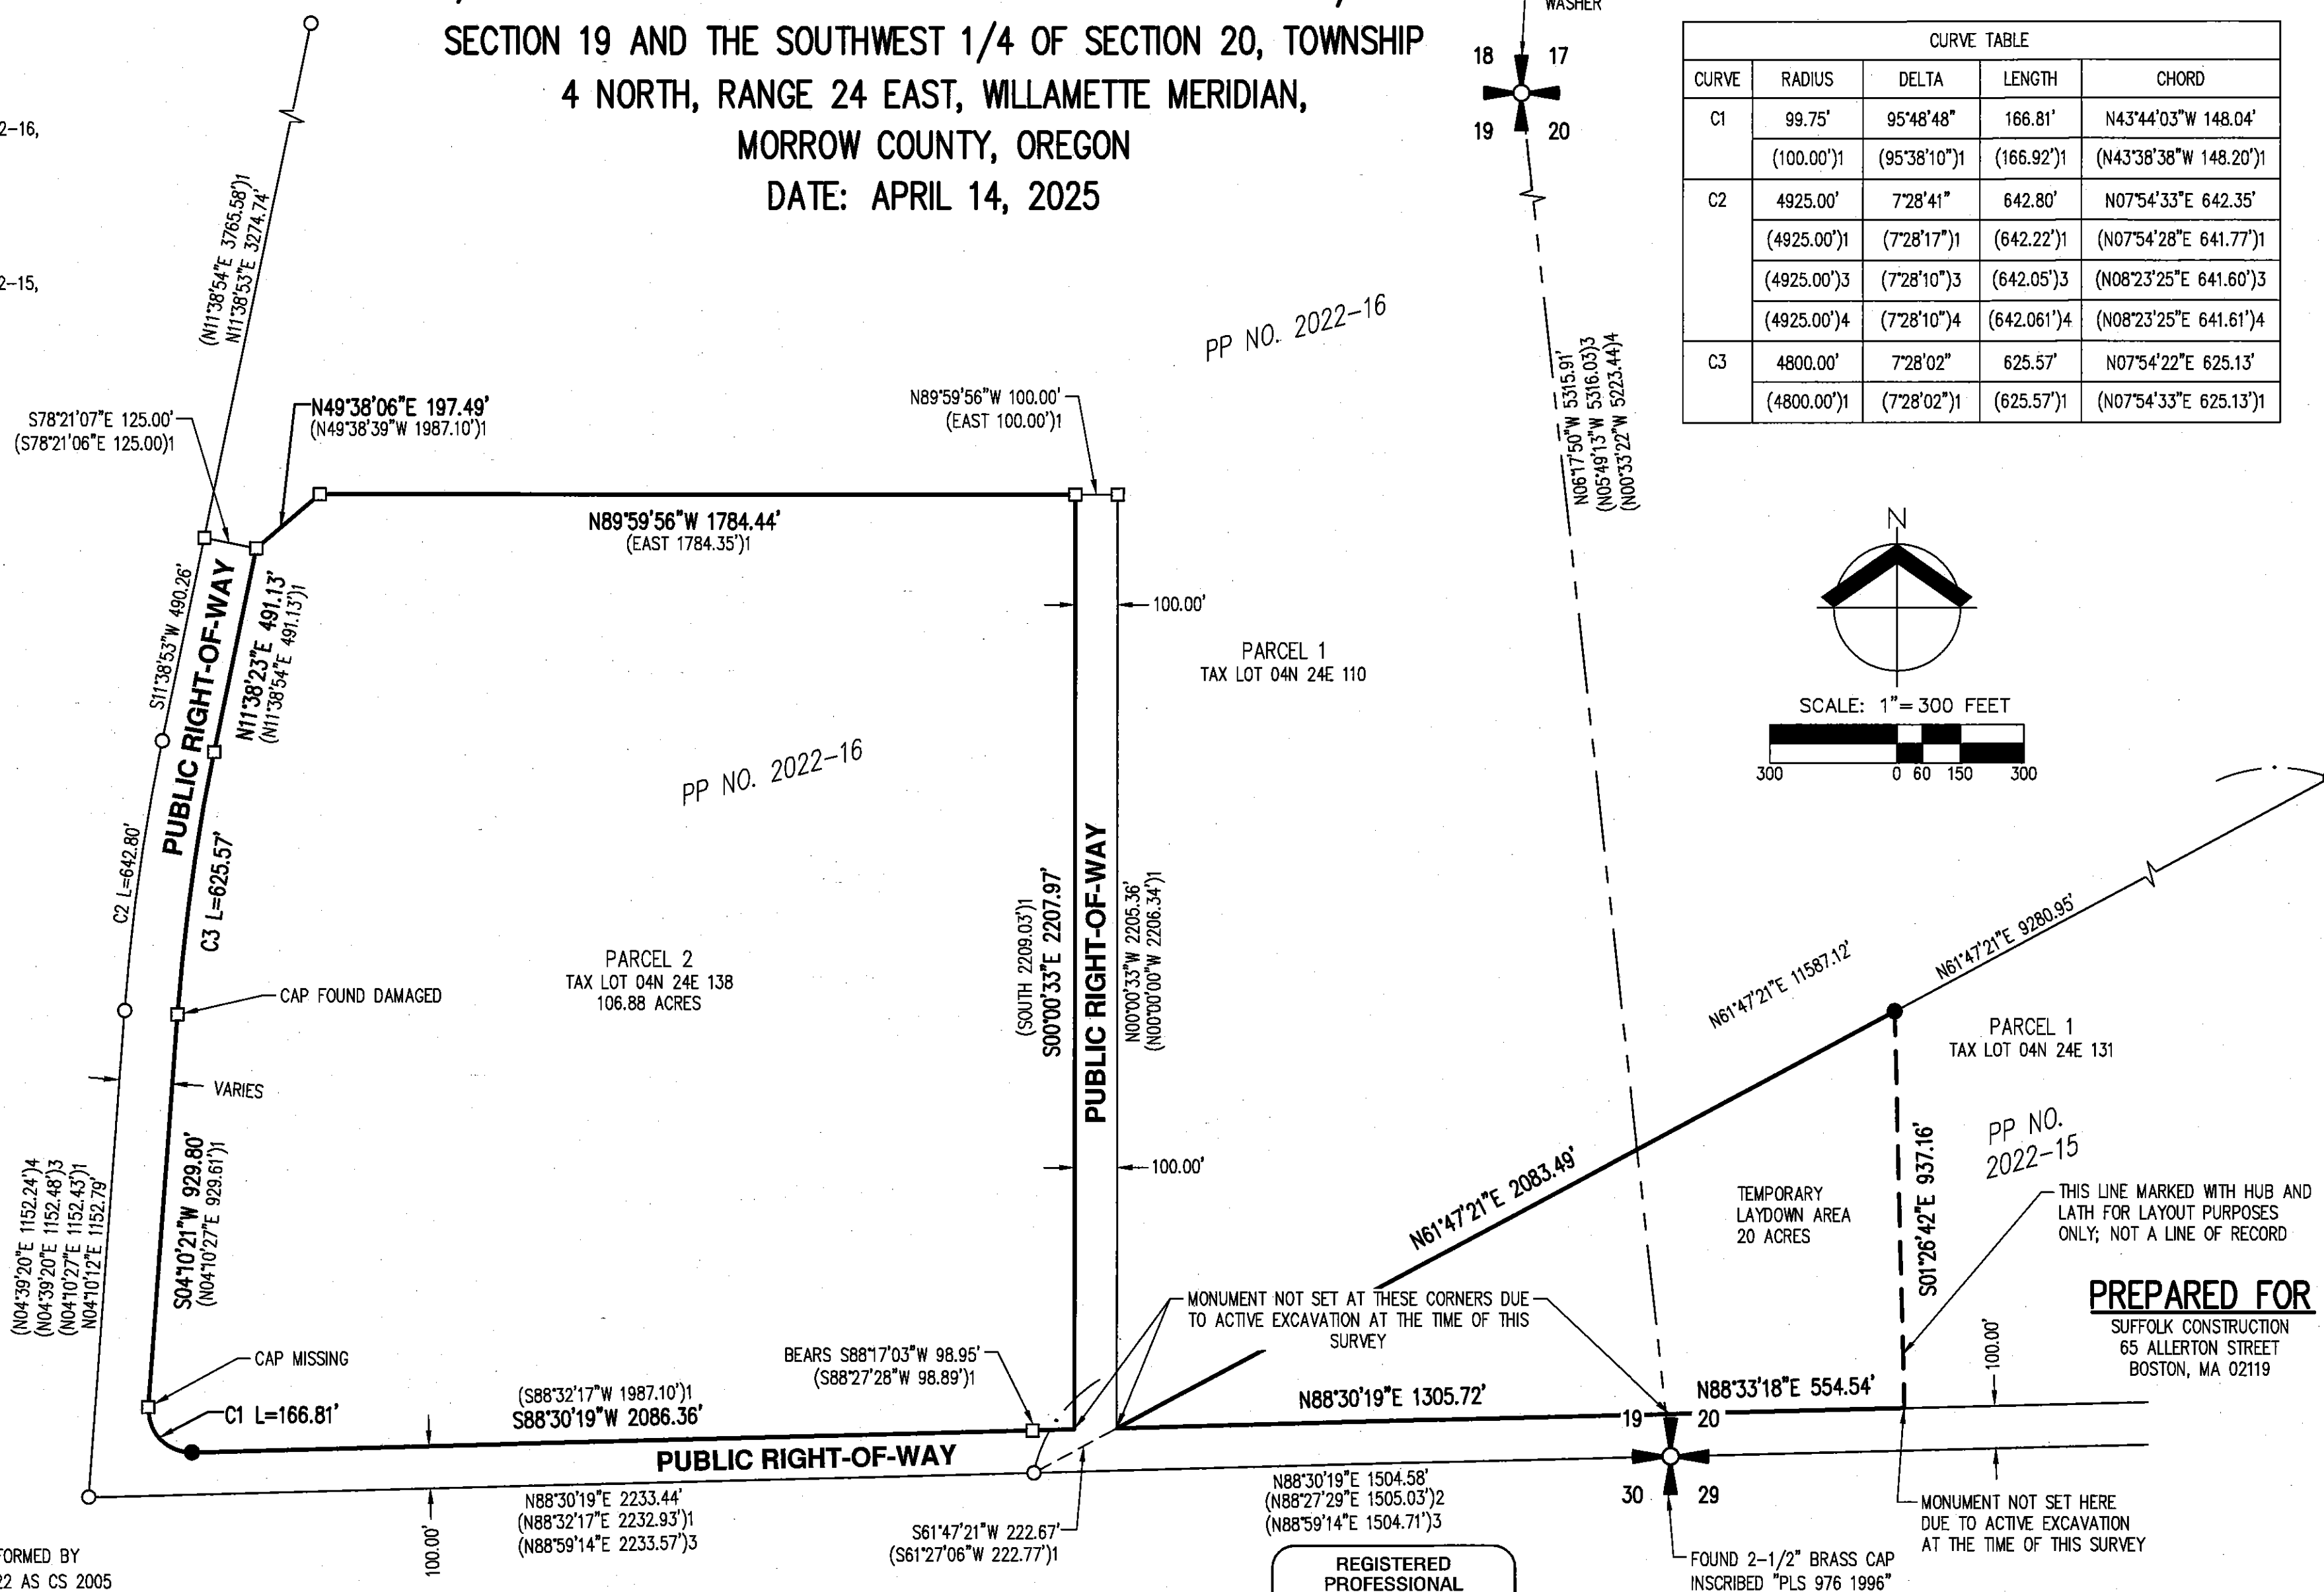 WASHER
SECTION 19 AND THE SOUTHWEST 1/4 OF SECTION 20, TOWNSHIP
4 NORTH, RANGE 24 EAST, WILLAMETTE MERIDIAN,
MORROW COUNTY, OREGON
DATE: APRIL 14, 2025
2-16,
2-15,
18 17
19 20
CURVE TABLE
CURVE RADIUS DELTA LENGTH CHORD
C1 99.75' 95°48'48" 166.81' N43°44'03"W 148.04'
(100.00')1 (95°38'10")1 (166.92')1 (N43°38'38"W 148.20')1
C2 4925.00' 7°28'41" 642.80' N07°54'33"E 642.35'
(4925.00')1 (7°28'17")1 (642.22')1 (N07°54'28"E 641.77')1
(4925.00')3 (7°28'10")3 (642.05')3 (N08°23'25"E 641.60')3
(4925.00')4 (7°28'10")4 (642.061')4 (N08°23'25"E 641.61')4
C3 4800.00' 7°28'02" 625.57' N07°54'22"E 625.13'
(4800.00')1 (7°28'02")1 (625.57')1 (N07°54'33"E 625.13')1
(N11°38'54"E 3765.58')1
N11°38'53"E 3274.74'
PP NO. 2022-16
N06°17'50"W 5315.91'
(N05°49'13"W 5316.03)3
(N00°33'22"W 5223.44)4
S78°21'07"E 125.00'
(S78°21'06"E 125.00)1
N49°38'06"E 197.49'
(N49°38'39"W 1987.10')1
N89°59'56"W 100.00'
(EAST 100.00')1
N89°59'56"W 1784.44'
(EAST 1784.35')1
N
SCALE: 1"= 300 FEET
300 0 60 150 300
S11°38'53"W 490.26'
PUBLIC RIGHT-OF-WAY
N11°38'23"E 491.13'
(N11°38'54"E 491.13')1
100.00'
PARCEL 1
TAX LOT 04N 24E 110
PP NO. 2022-16
C2 L=642.80'
C3 L=625.57'
PARCEL 2
TAX LOT 04N 24E 138
106.88 ACRES
CAP FOUND DAMAGED
(SOUTH 2209.03')1
S00°00'33"E 2207.97'
PUBLIC RIGHT-OF-WAY
N00°00'33"W 2205.36'
(N00°00'00"W 2206.34')1
N61°47'21"E 11587.12'
N61°47'21"E 9280.95'
PARCEL 1
TAX LOT 04N 24E 131
PP NO.
2022-15
VARIES
(N04°39'20"E 1152.24')4
(N04°39'20"E 1152.48')3
(N04°10'27"E 1152.43')1
N04°10'12"E 1152.79'
S04°10'21"W 929.80'
(N04°10'27"E 929.61')1
100.00'
N61°47'21"E 2083.49'
TEMPORARY
LAYDOWN AREA
20 ACRES
S01°26'42"E 937.16'
THIS LINE MARKED WITH HUB AND
LATH FOR LAYOUT PURPOSES
ONLY; NOT A LINE OF RECORD
PREPARED FOR
SUFFOLK CONSTRUCTION
65 ALLERTON STREET
BOSTON, MA 02119
MONUMENT NOT SET AT THESE CORNERS DUE
TO ACTIVE EXCAVATION AT THE TIME OF THIS
SURVEY
CAP MISSING
C1 L=166.81'
BEARS S88°17'03"W 98.95'
(S88°27'28"W 98.89')1
(S88°32'17"W 1987.10')1
S88°30'19"W 2086.36'
PUBLIC RIGHT-OF-WAY
N88°30'19"E 1305.72'
N88°33'18"E 554.54'
100.00'
19 20
30 29
N88°30'19"E 2233.44'
(N88°32'17"E 2232.93')1
(N88°59'14"E 2233.57')3
100.00'
S61°47'21"W 222.67'
(S61°27'06"W 222.77')1
N88°30'19"E 1504.58'
(N88°27'29"E 1505.03')2
(N88°59'14"E 1504.71')3
MONUMENT NOT SET HERE
DUE TO ACTIVE EXCAVATION
AT THE TIME OF THIS SURVEY
FOUND 2-1/2" BRASS CAP
INSCRIBED "PLS 976 1996"
REGISTERED
PROFESSIONAL
FORMED BY
22 AS CS 2005